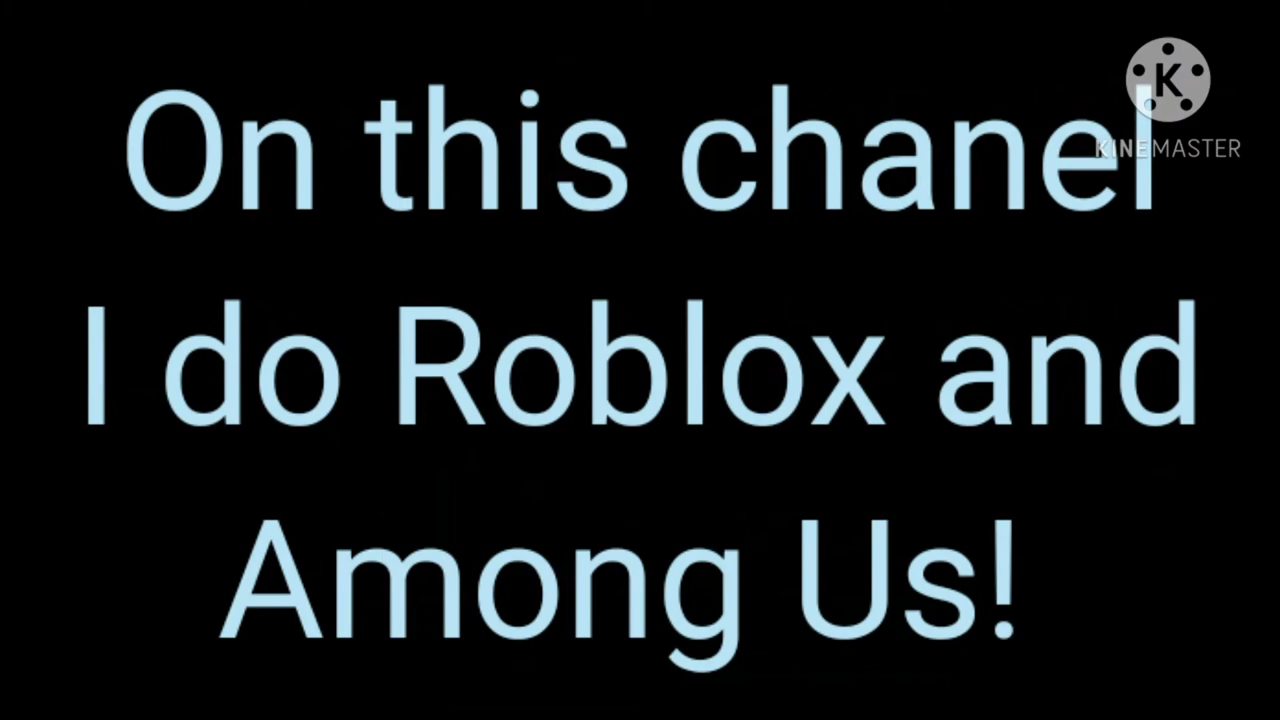 On this chanel
K
KINEMASTER
I do Roblox and
Among Us!